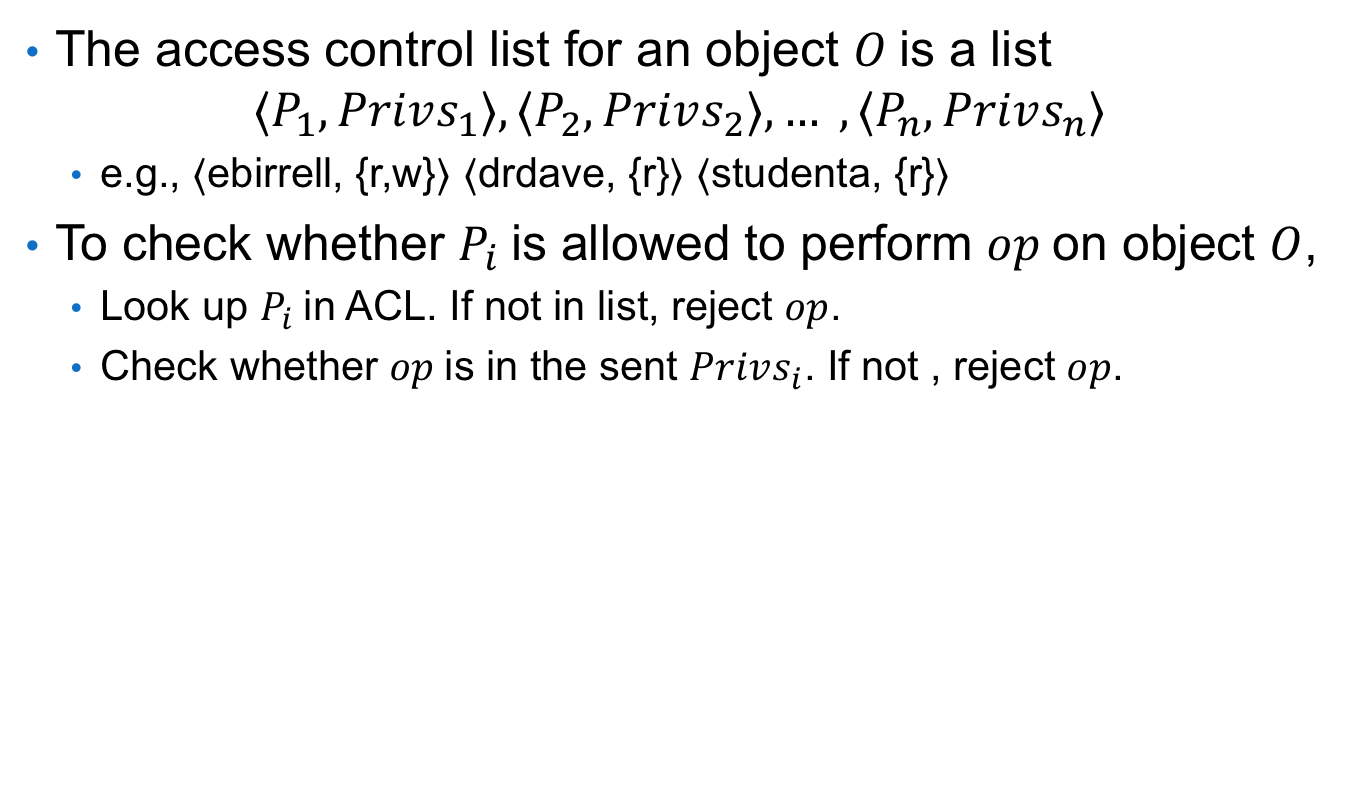 • The access control list for an object 𝑂 is a list
⟨𝑃₁, 𝑃𝑟𝑖𝑣𝑠₁⟩, ⟨𝑃₂, 𝑃𝑟𝑖𝑣𝑠₂⟩, … , ⟨𝑃ₙ, 𝑃𝑟𝑖𝑣𝑠ₙ⟩
• e.g., ⟨ebirrell, {r,w}⟩ ⟨drdave, {r}⟩ ⟨studenta, {r}⟩
• To check whether 𝑃ᵢ is allowed to perform 𝑜𝑝 on object 𝑂,
• Look up 𝑃ᵢ in ACL. If not in list, reject 𝑜𝑝.
• Check whether 𝑜𝑝 is in the sent 𝑃𝑟𝑖𝑣𝑠ᵢ. If not , reject 𝑜𝑝.